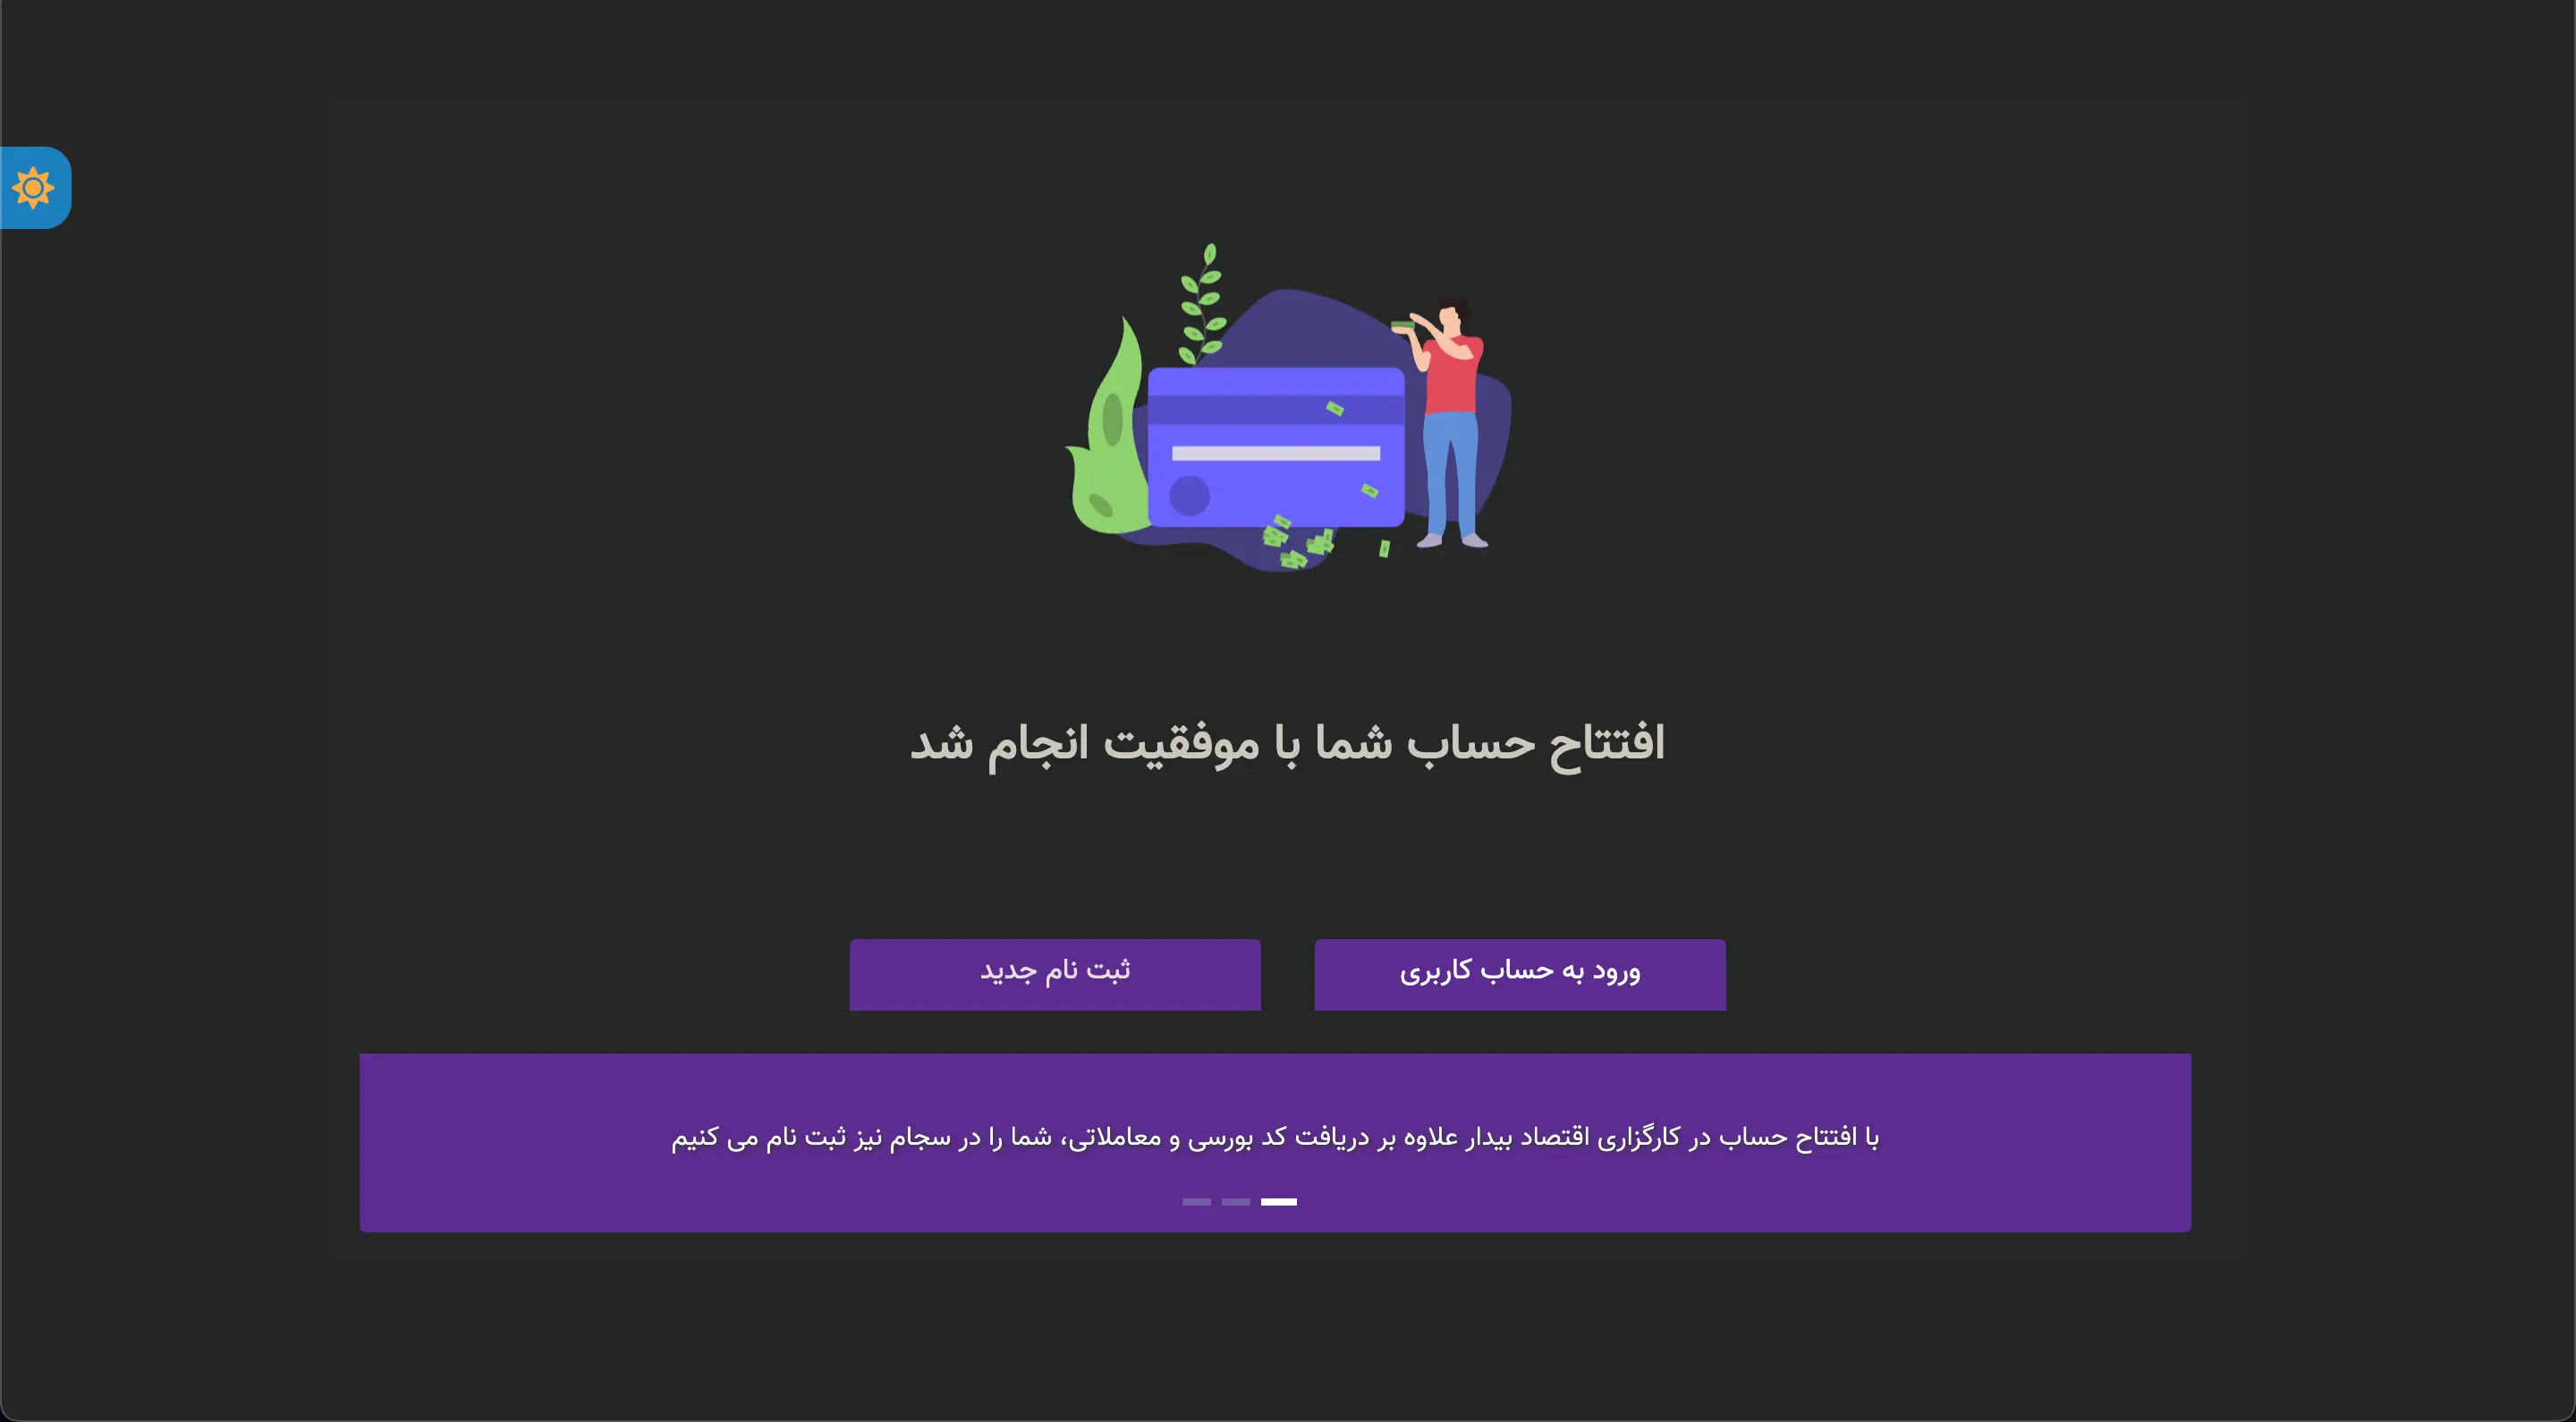 افتتاح حساب شما با موفقیت انجام شد
ورود به حساب کاربری
ثبت نام جدید
با افتتاح حساب در کارگزاری اقتصاد بیدار علاوه بر دریافت کد بورسی و معاملاتی، شما را در سجام نیز ثبت نام می کنیم